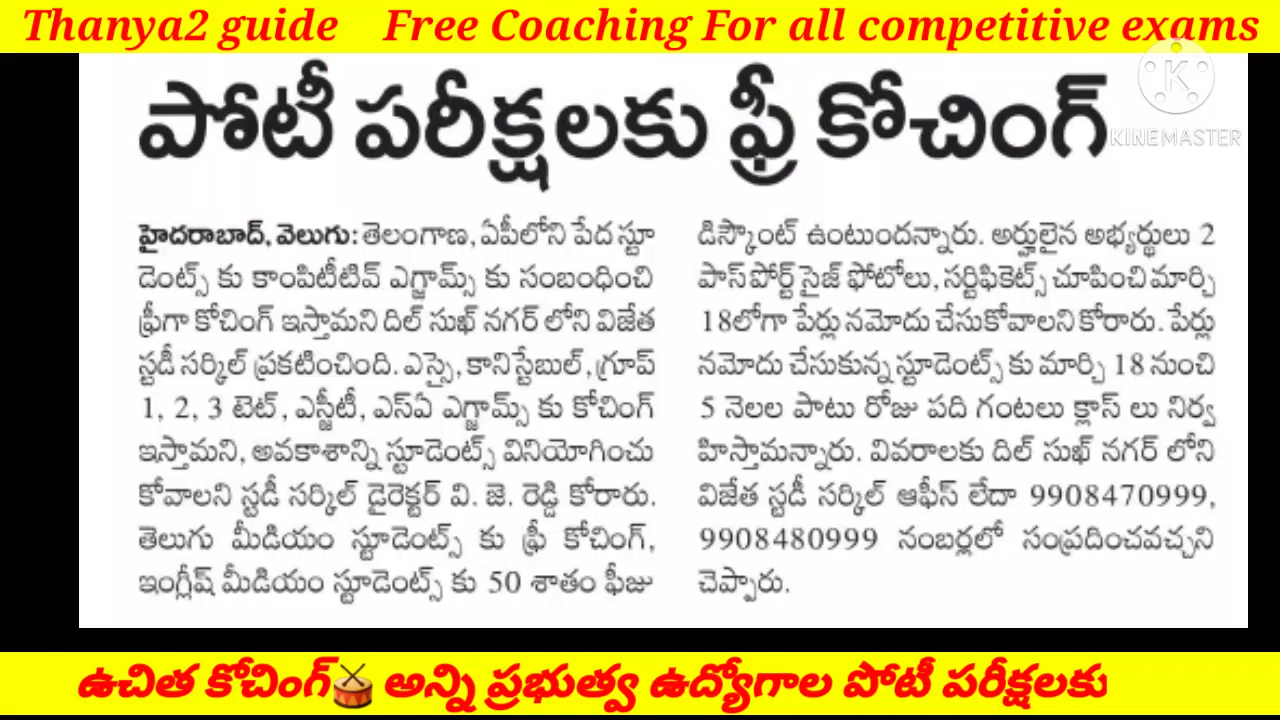 Thanya2 guide Free Coaching For all competitive exams
పోటీ పరీక్షలకు ఫ్రీ కోచింగ్
KINEMASTER
హైదరాబాద్, వెలుగు: తెలంగాణ, ఏపీలోని పేద స్టూ
డెంట్స్ కు కాంపిటీటివ్ ఎగ్జామ్స్ కు సంబంధించి
ఫ్రీగా కోచింగ్ ఇస్తామని దిల్ సుఖ్ నగర్ లోని విజేత
స్టడీ సర్కిల్ ప్రకటించింది. ఎస్సై, కానిస్టేబుల్, గ్రూప్
1, 2, 3 టెట్, ఎస్జీటీ, ఎస్ఏ ఎగ్జామ్స్ కు కోచింగ్
ఇస్తామని, అవకాశాన్ని స్టూడెంట్స్ వినియోగించు
కోవాలని స్టడీ సర్కిల్ డైరెక్టర్ వి. జె. రెడ్డి కోరారు.
తెలుగు మీడియం స్టూడెంట్స్ కు ఫ్రీ కోచింగ్,
ఇంగ్లీష్ మీడియం స్టూడెంట్స్ కు 50 శాతం ఫీజు
డిస్కౌంట్ ఉంటుందన్నారు. అర్హులైన అభ్యర్థులు 2
పాస్ పోర్ట్ సైజ్ ఫోటోలు, సర్టిఫికెట్స్ చూపించి మార్చి
18లోగా పేర్లు నమోదు చేసుకోవాలని కోరారు. పేర్లు
నమోదు చేసుకున్న స్టూడెంట్స్ కు మార్చి 18 నుంచి
5 నెలల పాటు రోజు పది గంటలు క్లాస్ లు నిర్వ
హిస్తామన్నారు. వివరాలకు దిల్ సుఖ్ నగర్ లోని
విజేత స్టడీ సర్కిల్ ఆఫీస్ లేదా 9908470999,
9908480999 నంబర్లలో సంప్రదించవచ్చని
చెప్పారు.
ఉచిత కోచింగ్🥁 అన్ని ప్రభుత్వ ఉద్యోగాల పోటీ పరీక్షలకు